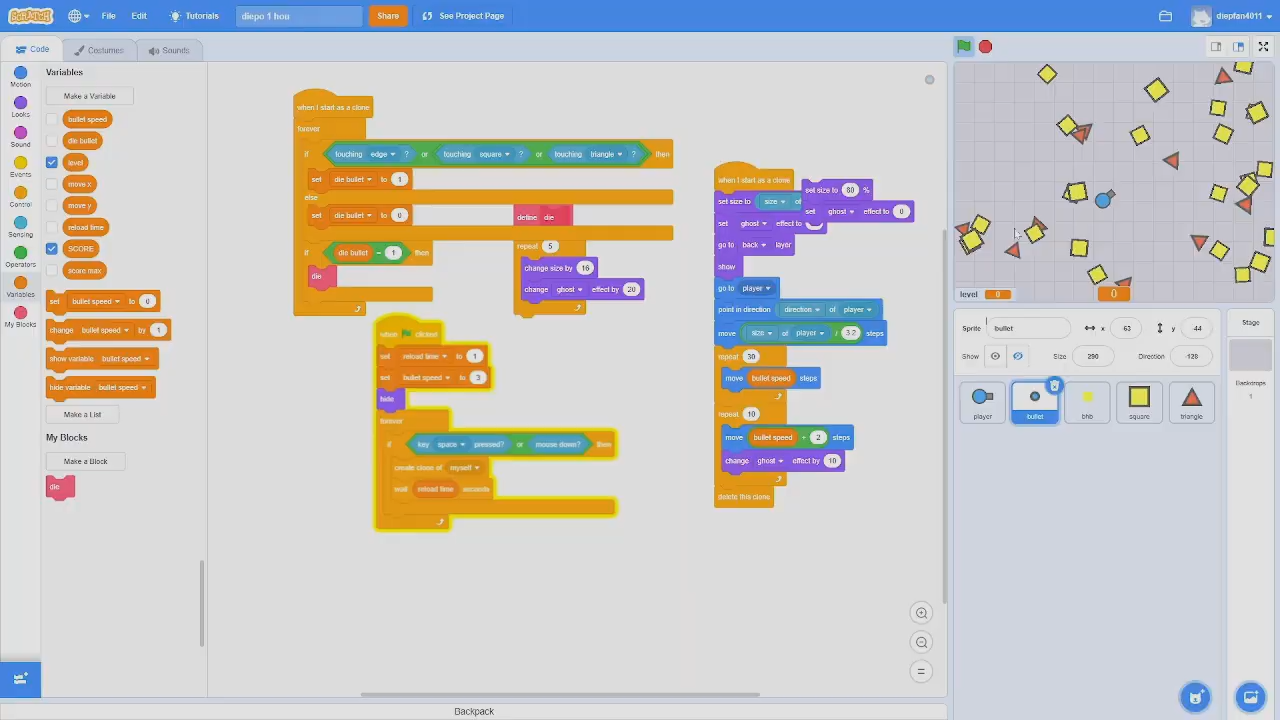 SCRATCH File Edit Tutorials diepo 1 hou Share See Project Page diepfan4011
Code Costumes Sounds
Motion
Looks
Sound
Events
Control
Sensing
Operators
Variables
My Blocks
Variables
Make a Variable
bullet speed
die bullet
level
move x
move y
reload time
SCORE
score max
set bullet speed to 0
change bullet speed by 1
show variable bullet speed
hide variable bullet speed
Make a List
My Blocks
Make a Block
die
when I start as a clone
forever
if touching edge ? or touching square ? or touching triangle ? then
set die bullet to 1
else
set die bullet to 0
if die bullet = 1 then
die
define die
repeat 5
change size by 16
change ghost effect by 20
when clicked
set reload time to 1
set bullet speed to 3
hide
forever
if key space pressed? or mouse down? then
create clone of myself
wait reload time seconds
when I start as a clone
set size to size of
set ghost effect to
go to back layer
show
go to player
point in direction direction of player
move size of player / 3.2 steps
repeat 30
move bullet speed steps
repeat 10
move bullet speed ÷ 2 steps
change ghost effect by 10
delete this clone
set size to 80 %
set ghost effect to 0
level 0
0
Sprite bullet x 63 y 44
Show Size 290 Direction -128
player
bullet
bhb
square
triangle
Stage
Backdrops
1
Backpack